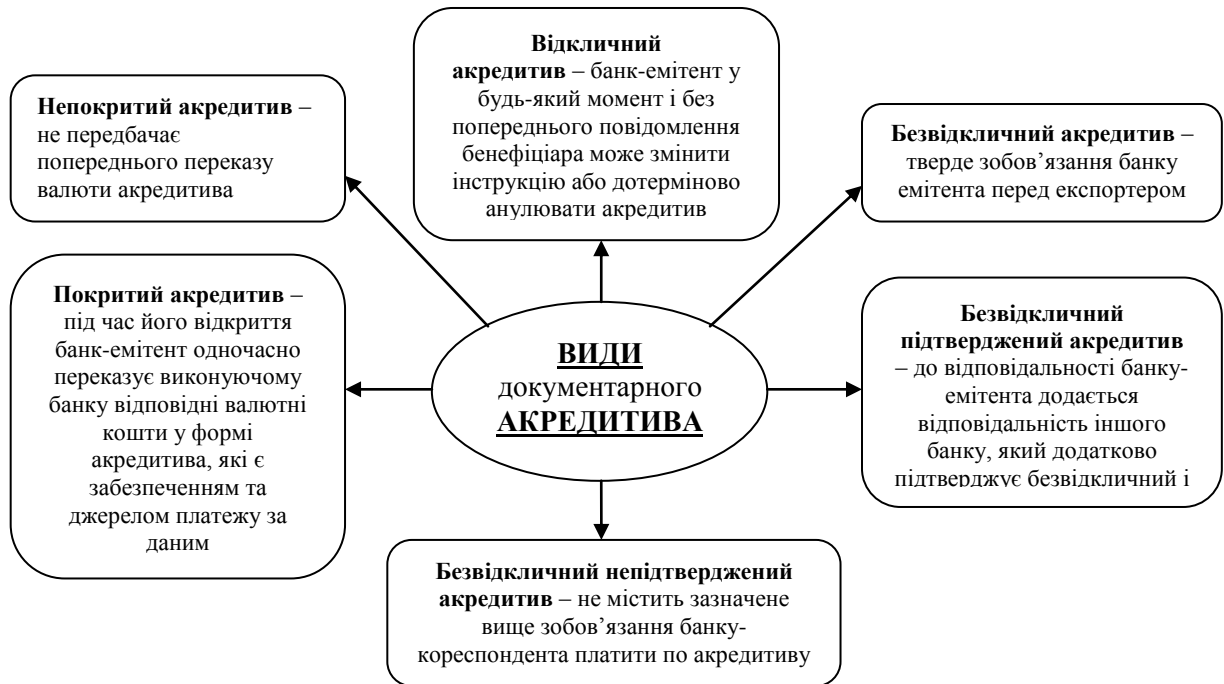 Відкличний
акредитив – банк-емітент у
будь-який момент і без
попереднього повідомлення
бенефіціара може змінити
інструкцію або дотерміново
анулювати акредитив
Непокритий акредитив –
не передбачає
попереднього переказу
валюти акредитива
Безвідкличний акредитив –
тверде зобов’язання банку
емітента перед експортером
Покритий акредитив –
під час його відкриття
банк-емітент одночасно
переказує виконуючому
банку відповідні валютні
кошти у формі
акредитива, які є
забезпеченням та
джерелом платежу за
даним
ВИДИ
документарного
АКРЕДИТИВА
Безвідкличний
підтверджений акредитив
– до відповідальності банку-
емітента додається
відповідальність іншого
банку, який додатково
підтверджує безвідкличний і
Безвідкличний непідтверджений
акредитив – не містить зазначене
вище зобов’язання банку-
кореспондента платити по акредитиву